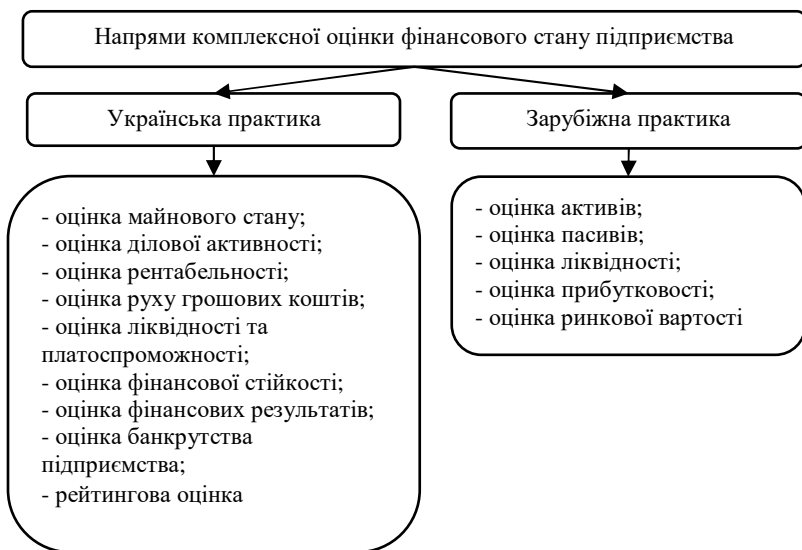 Напрями комплексної оцінки фінансового стану підприємства
Українська практика
Зарубіжна практика
- оцінка майнового стану;
- оцінка ділової активності;
- оцінка рентабельності;
- оцінка руху грошових коштів;
- оцінка ліквідності та
платоспроможності;
- оцінка фінансової стійкості;
- оцінка фінансових результатів;
- оцінка банкрутства
підприємства;
- рейтингова оцінка
- оцінка активів;
- оцінка пасивів;
- оцінка ліквідності;
- оцінка прибутковості;
- оцінка ринкової вартості